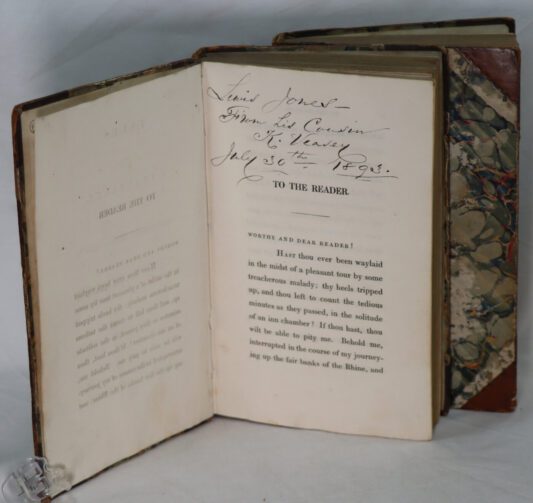 Lewis Jones–
From his Cousin
K. Veasey
July 30th 1893.
TO THE READER.
WORTHY AND DEAR READER!
HAST thou ever been waylaid
in the midst of a pleasant tour by some
treacherous malady; thy heels tripped
up, and thou left to count the tedious
minutes as they passed, in the solitude
of an inn chamber? If thou hast, thou
wilt be able to pity me. Behold me,
interrupted in the course of my journey-
ing up the fair banks of the Rhine, and